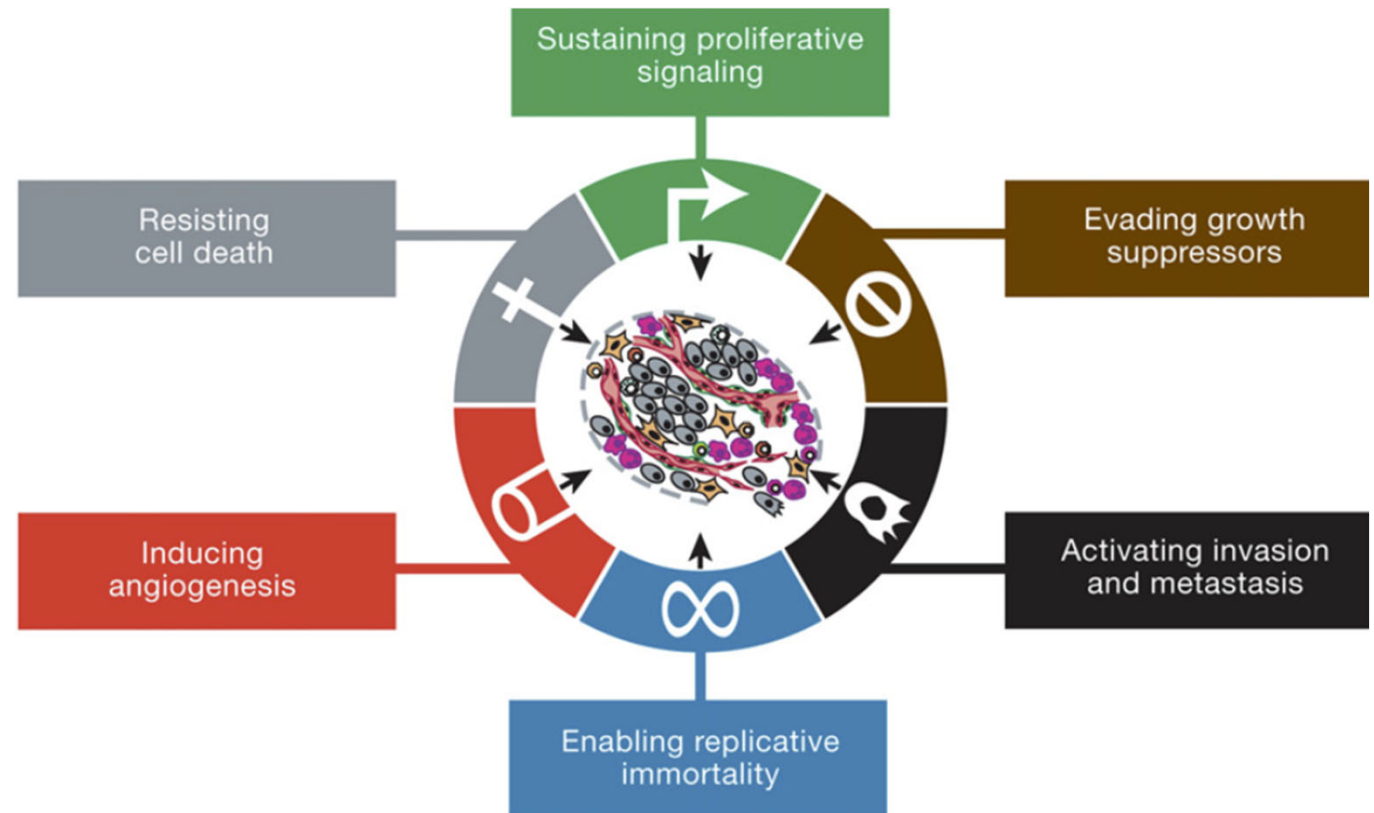 Sustaining proliferative
signaling
Resisting
cell death
Evading growth
suppressors
Inducing
angiogenesis
Activating invasion
and metastasis
Enabling replicative
immortality